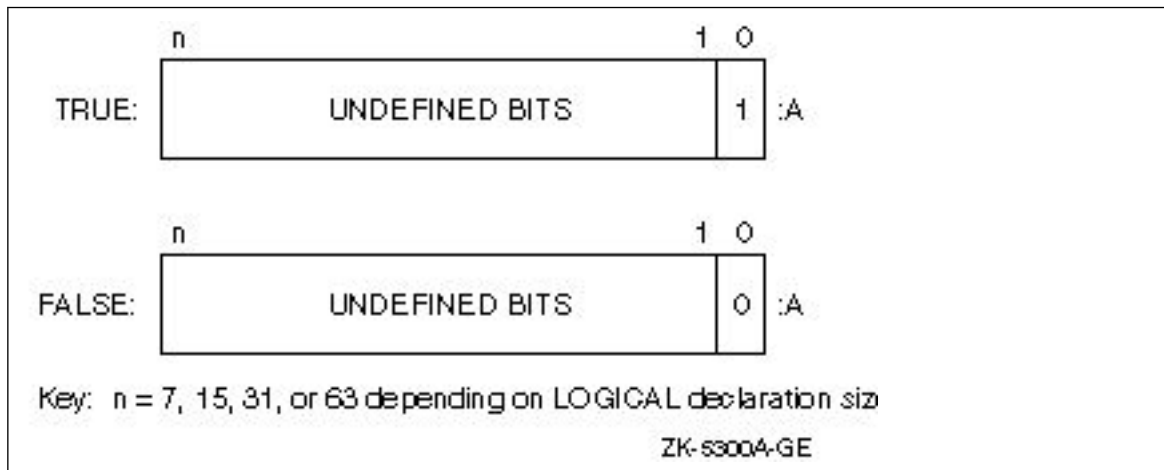 n 1 0
TRUE: UNDEFINED BITS 1 :A
n 1 0
FALSE: UNDEFINED BITS 0 :A
Key: n = 7, 15, 31, or 63 depending on LOGICAL declaration siz
ZK-5300A-GE